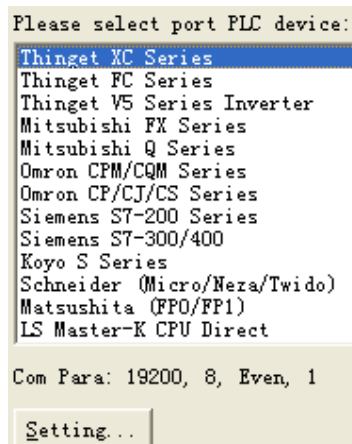 Please select port PLC device:
Thinget XC Series
Thinget FC Series
Thinget V5 Series Inverter
Mitsubishi FX Series
Mitsubishi Q Series
Omron CPM/CQM Series
Omron CP/CJ/CS Series
Siemens S7-200 Series
Siemens S7-300/400
Koyo S Series
Schneider (Micro/Neza/Twido)
Matsushita (FP0/FP1)
LS Master-K CPU Direct
Com Para: 19200, 8, Even, 1
Setting...